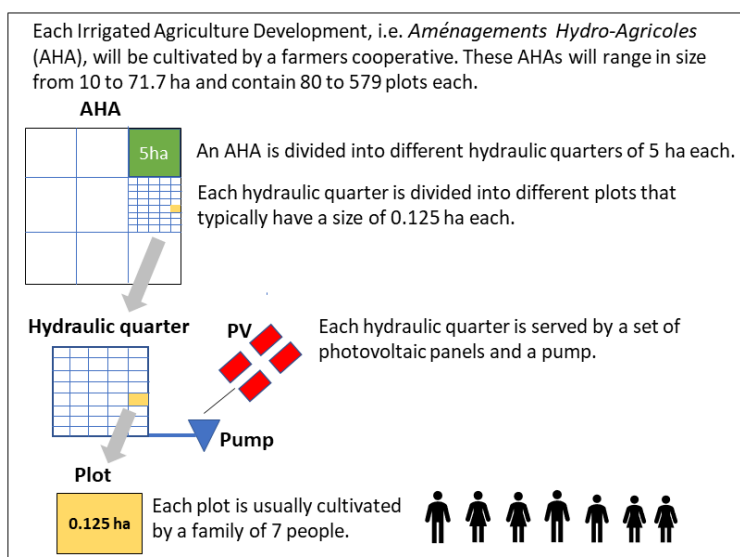 Each Irrigated Agriculture Development, i.e. Aménagements Hydro-Agricoles
(AHA), will be cultivated by a farmers cooperative. These AHAs will range in size
from 10 to 71.7 ha and contain 80 to 579 plots each.
AHA
5ha
An AHA is divided into different hydraulic quarters of 5 ha each.
Each hydraulic quarter is divided into different plots that
typically have a size of 0.125 ha each.
Hydraulic quarter
PV
Each hydraulic quarter is served by a set of
photovoltaic panels and a pump.
Pump
Plot
0.125 ha
Each plot is usually cultivated
by a family of 7 people.